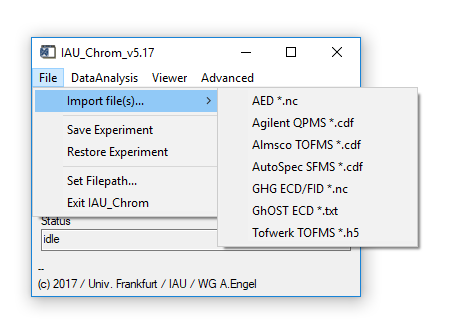 IAU_Chrom_v5.17
File DataAnalysis Viewer Advanced
Import file(s)...
Save Experiment
Restore Experiment
Set Filepath...
Exit IAU_Chrom
AED *.nc
Agilent QPMS *.cdf
Almsco TOFMS *.cdf
AutoSpec SFMS *.cdf
GHG ECD/FID *.nc
GhOST ECD *.txt
Tofwerk TOFMS *.h5
Status
idle
--
(c) 2017 / Univ. Frankfurt / IAU / WG A.Engel